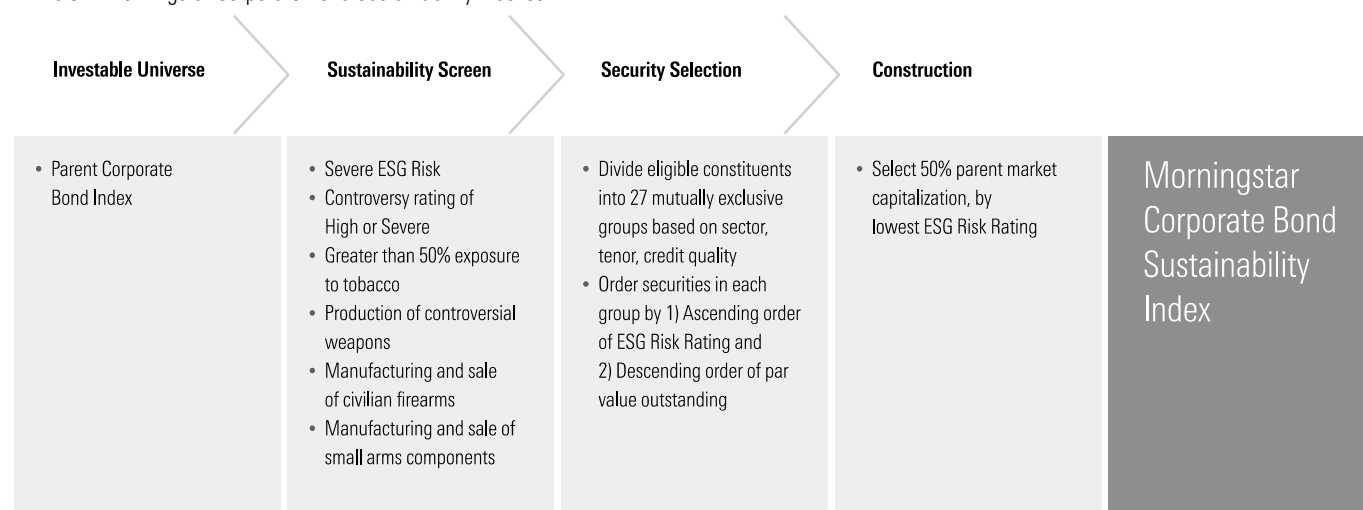 Investable Universe
Sustainability Screen
Security Selection
Construction
• Parent Corporate
Bond Index
• Severe ESG Risk
• Controversy rating of
High or Severe
• Greater than 50% exposure
to tobacco
• Production of controversial
weapons
• Manufacturing and sale
of civilian firearms
• Manufacturing and sale of
small arms components
• Divide eligible constituents
into 27 mutually exclusive
groups based on sector,
tenor, credit quality
• Order securities in each
group by 1) Ascending order
of ESG Risk Rating and
2) Descending order of par
value outstanding
• Select 50% parent market
capitalization, by
lowest ESG Risk Rating
Morningstar
Corporate Bond
Sustainability
Index